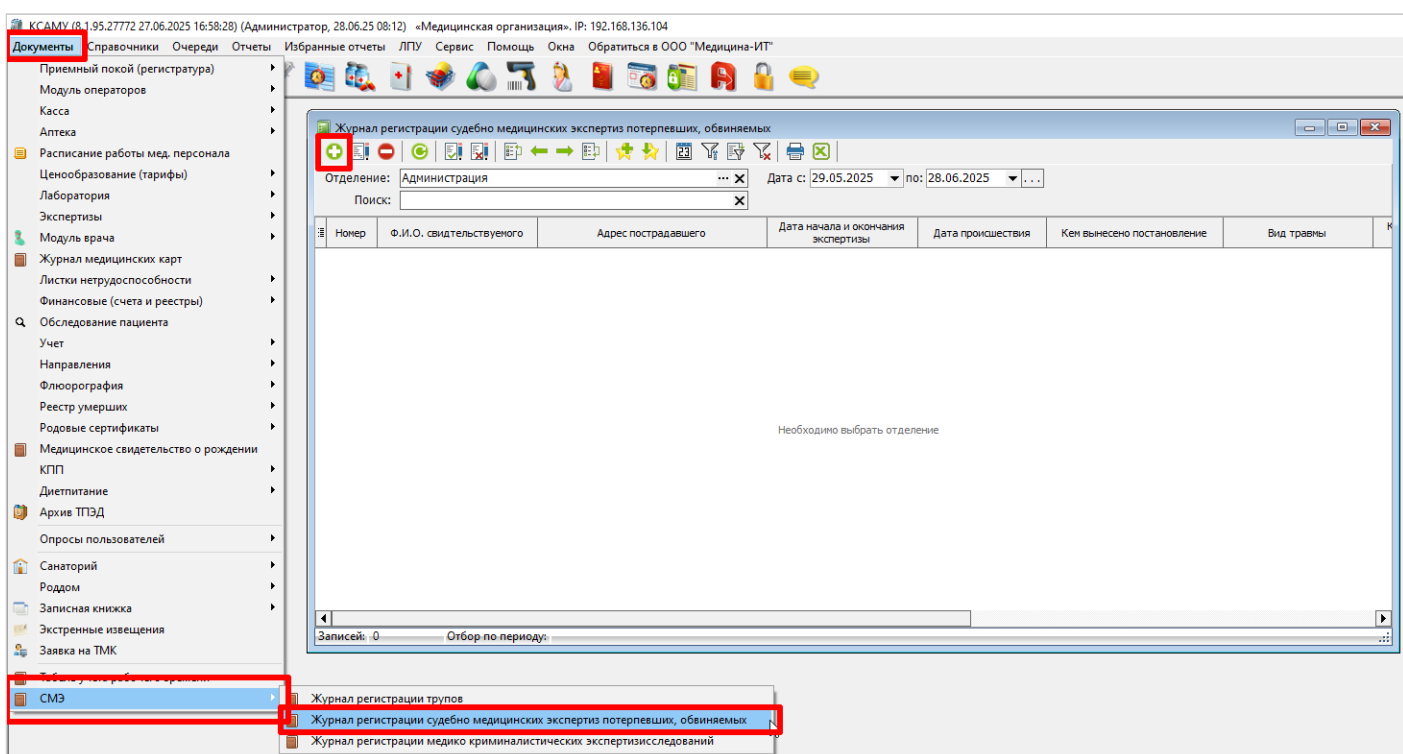 КСАМУ (8.1.95.27772 27.06.2025 16:58:28) (Администратор, 28.06.25 08:12) «Медицинская организация». IP: 192.168.136.104
Документы Справочники Очереди Отчеты Избранные отчеты ЛПУ Сервис Помощь Окна Обратиться в ООО "Медицина-ИТ"
Приемный покой (регистратура)
Модуль операторов
Касса
Аптека
Расписание работы мед. персонала
Ценообразование (тарифы)
Лаборатория
Экспертизы
Модуль врача
Журнал медицинских карт
Листки нетрудоспособности
Финансовые (счета и реестры)
Обследование пациента
Учет
Направления
Флюорография
Реестр умерших
Родовые сертификаты
Медицинское свидетельство о рождении
КПП
Диетпитание
Архив ТПЭД
Опросы пользователей
Санаторий
Роддом
Записная книжка
Экстренные извещения
Заявка на ТМК
СМЭ
Журнал регистрации трупов
Журнал регистрации судебно медицинских экспертиз потерпевших, обвиняемых
Журнал регистрации медико криминалистических экспертизисследований
Журнал регистрации судебно медицинских экспертиз потерпевших, обвиняемых
Отделение: Администрация ... Дата с: 29.05.2025 по: 28.06.2025 ...
Поиск:
Номер Ф.И.О. свидтельствуемого Адрес пострадавшего Дата начала и окончания экспертизы Дата происшествия Кем вынесено постановление Вид травмы К
Необходимо выбрать отделение
Записей: 0 Отбор по периоду: